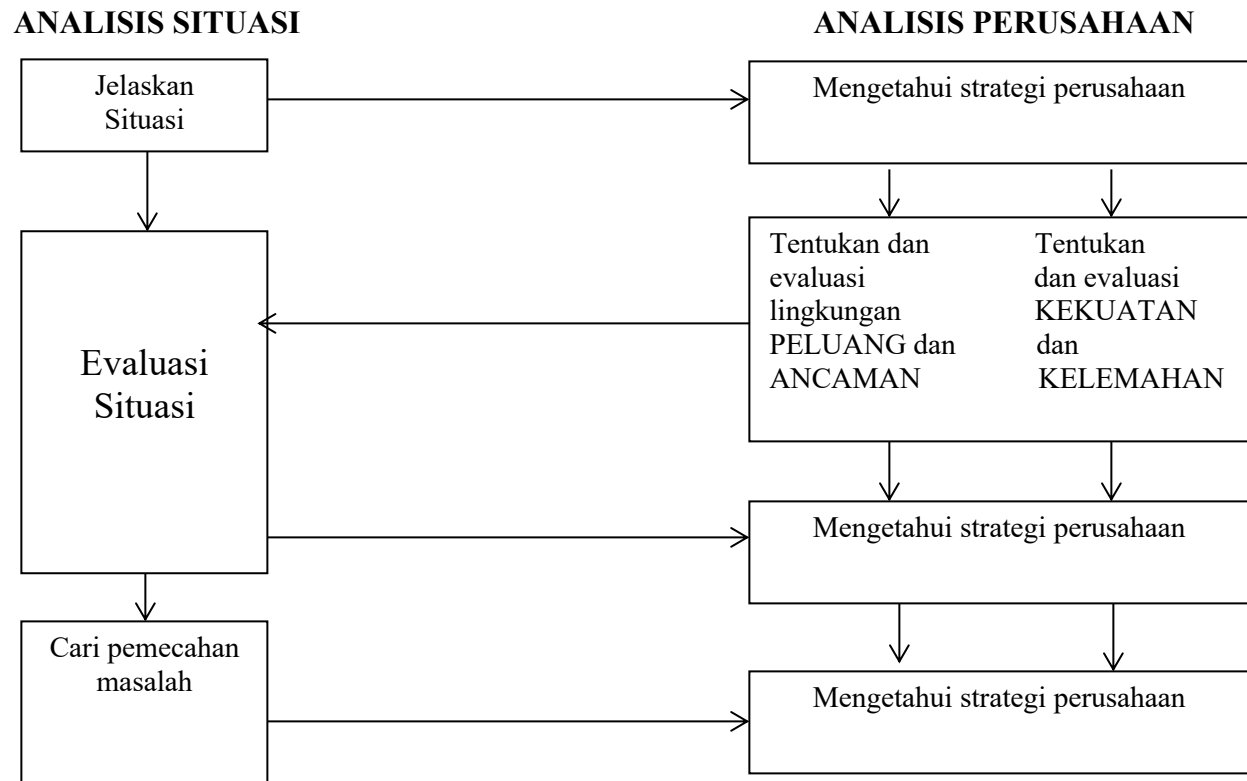 ANALISIS SITUASI
ANALISIS PERUSAHAAN
Jelaskan
Situasi
Mengetahui strategi perusahaan
Evaluasi
Situasi
Tentukan dan
evaluasi
lingkungan
PELUANG dan
ANCAMAN
Tentukan
dan evaluasi
KEKUATAN
dan
KELEMAHAN
Mengetahui strategi perusahaan
Cari pemecahan
masalah
Mengetahui strategi perusahaan